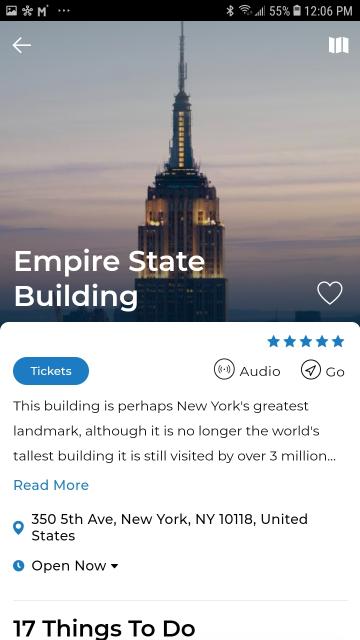 55% 12:06 PM
Empire State
Building
Tickets
Audio
Go
This building is perhaps New York's greatest
landmark, although it is no longer the world's
tallest building it is still visited by over 3 million...
Read More
350 5th Ave, New York, NY 10118, United
States
Open Now
17 Things To Do